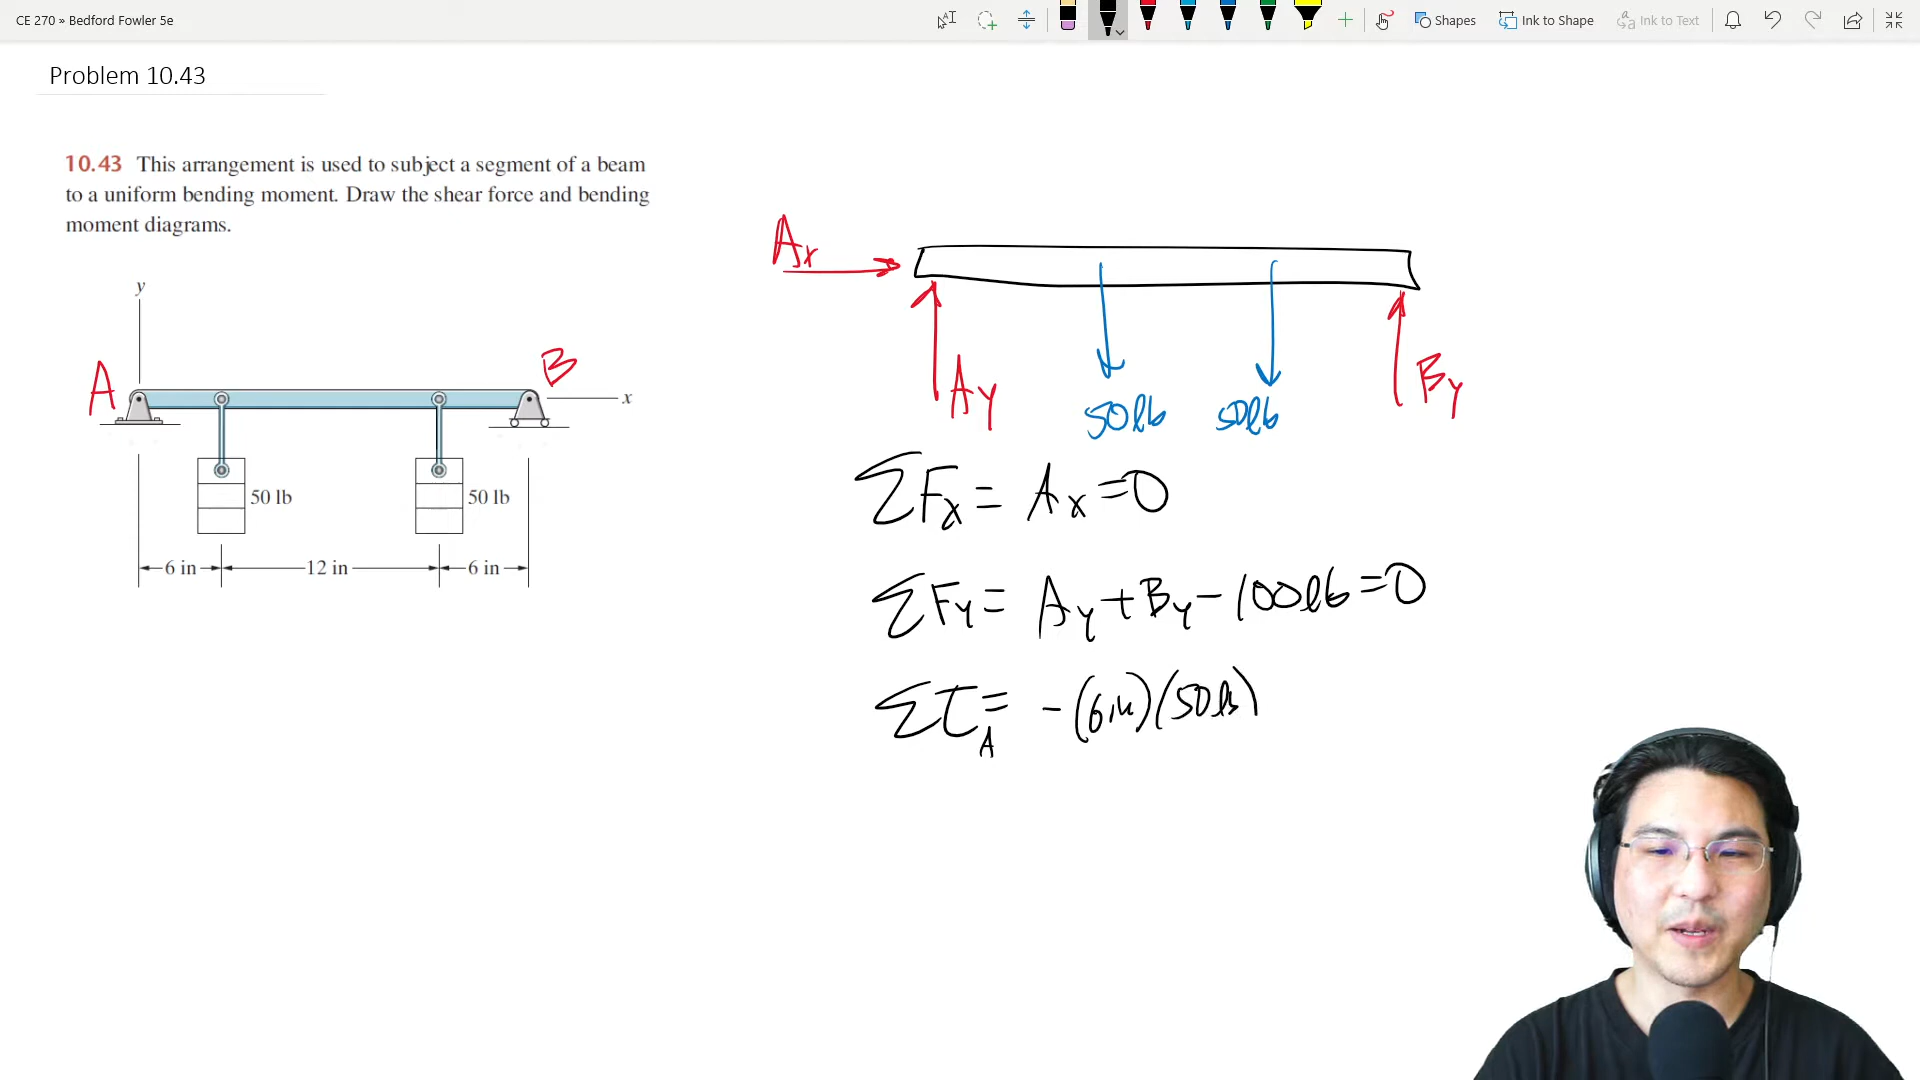 CE 270 » Bedford Fowler 5e
Shapes
Ink to Shape
Ink to Text
Problem 10.43
10.43 This arrangement is used to subject a segment of a beam
to a uniform bending moment. Draw the shear force and bending
moment diagrams.
y
A
B
x
50 lb
50 lb
6 in
12 in
6 in
Ax
Ay
50lb
50lb
By
ΣFx = Ax = 0
ΣFy = Ay + By - 100lb = 0
Στ_A = - (6in)(50lb)